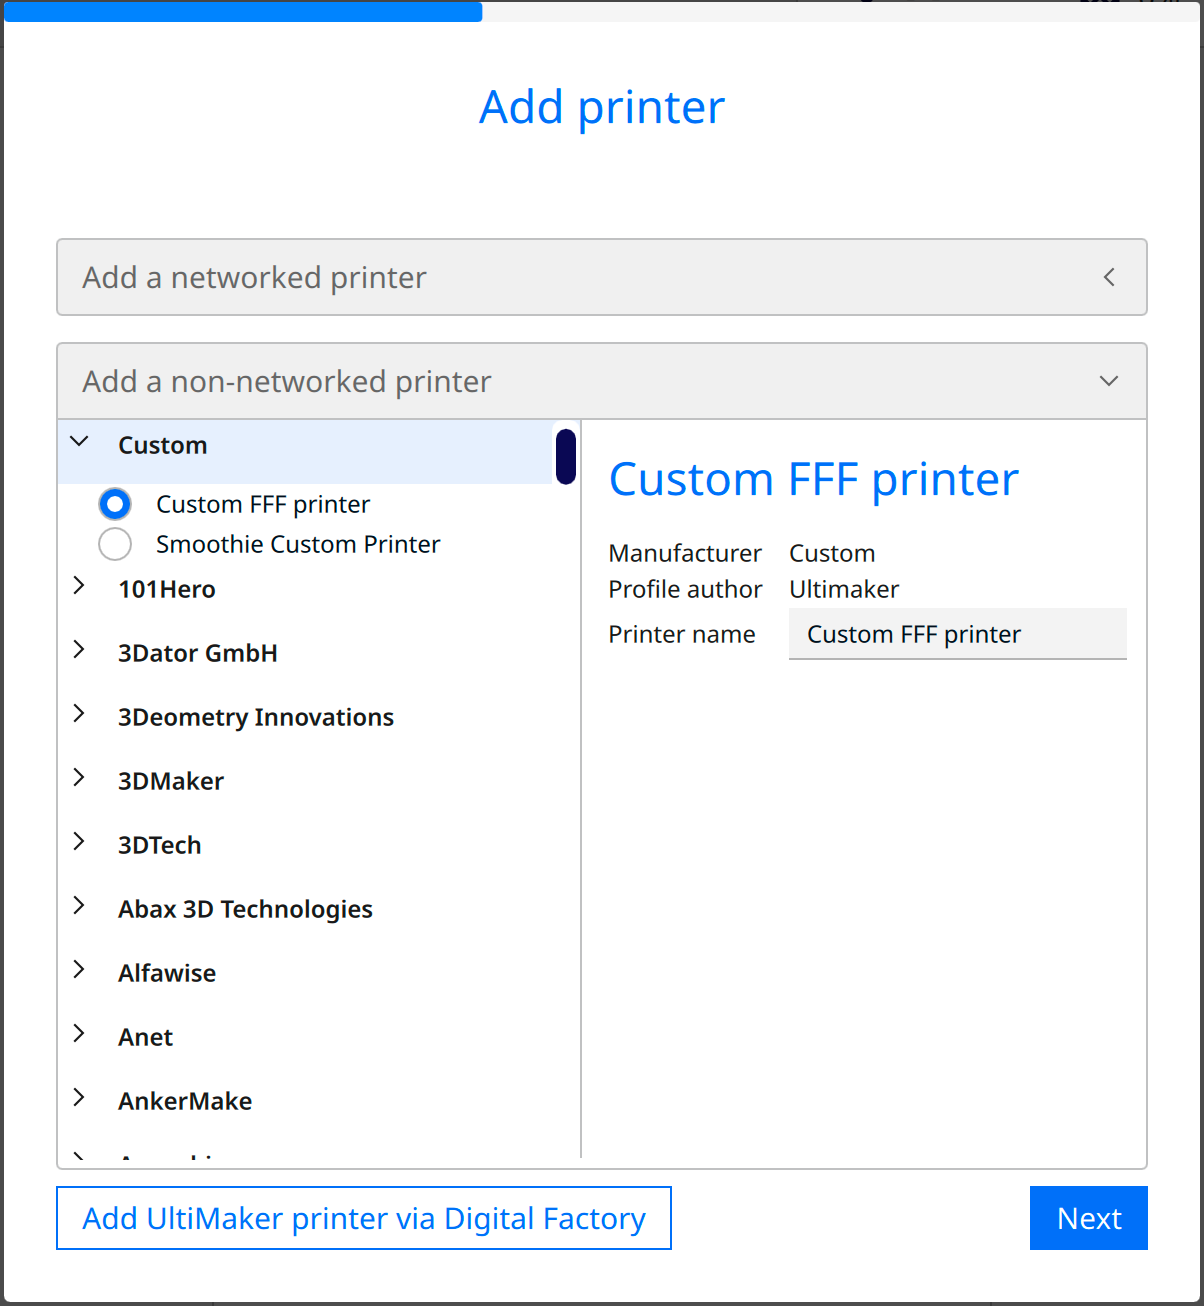 Add printer
Add a networked printer
Add a non-networked printer
Custom
Custom FFF printer
Smoothie Custom Printer
101Hero
3Dator GmbH
3Deometry Innovations
3DMaker
3DTech
Abax 3D Technologies
Alfawise
Anet
AnkerMake
Custom FFF printer
Manufacturer Custom
Profile author Ultimaker
Printer name Custom FFF printer
Add UltiMaker printer via Digital Factory
Next